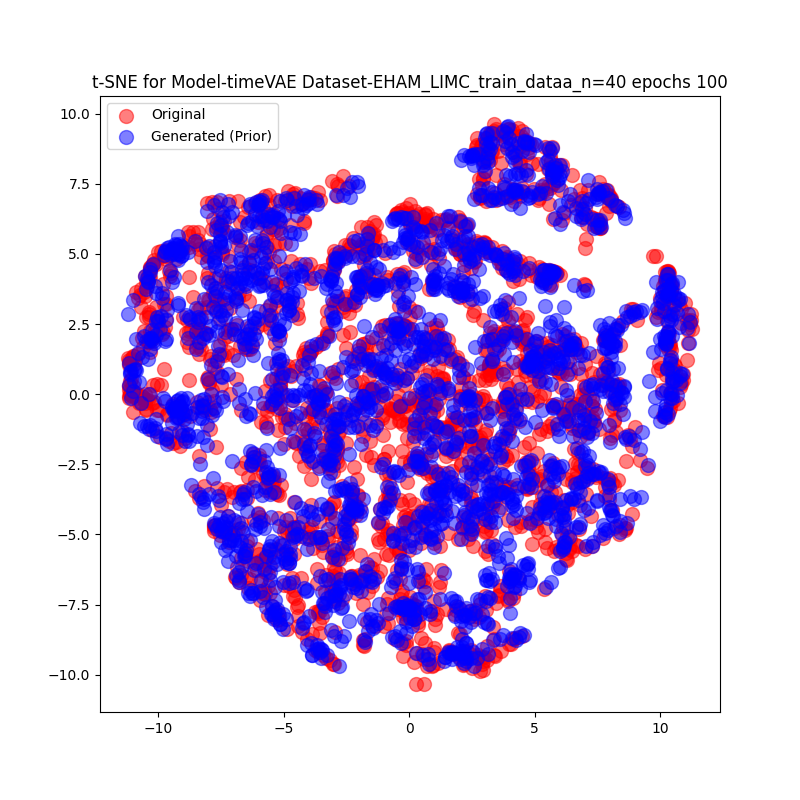 t-SNE for Model-timeVAE Dataset-EHAM_LIMC_train_dataa_n=40 epochs 100
Original
Generated (Prior)
10.0
7.5
5.0
2.5
0.0
−2.5
−5.0
−7.5
−10.0
−10 −5 0 5 10